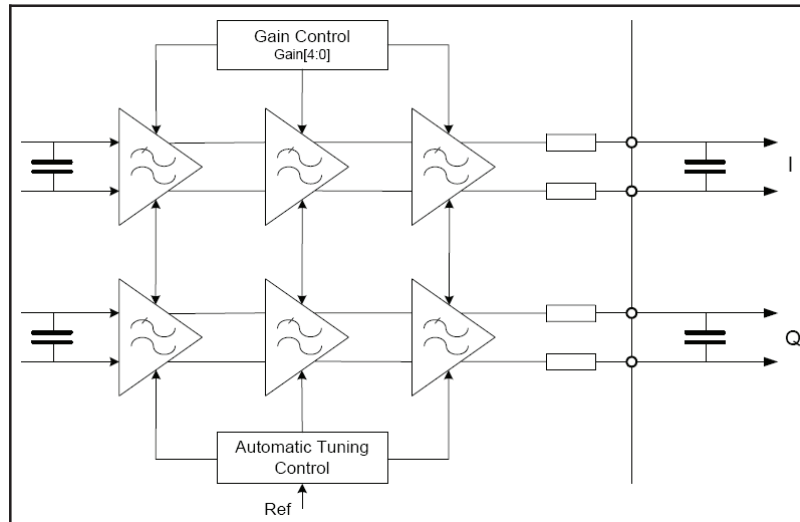 Gain Control
Gain[4:0]
I
Q
Automatic Tuning
Control
Ref